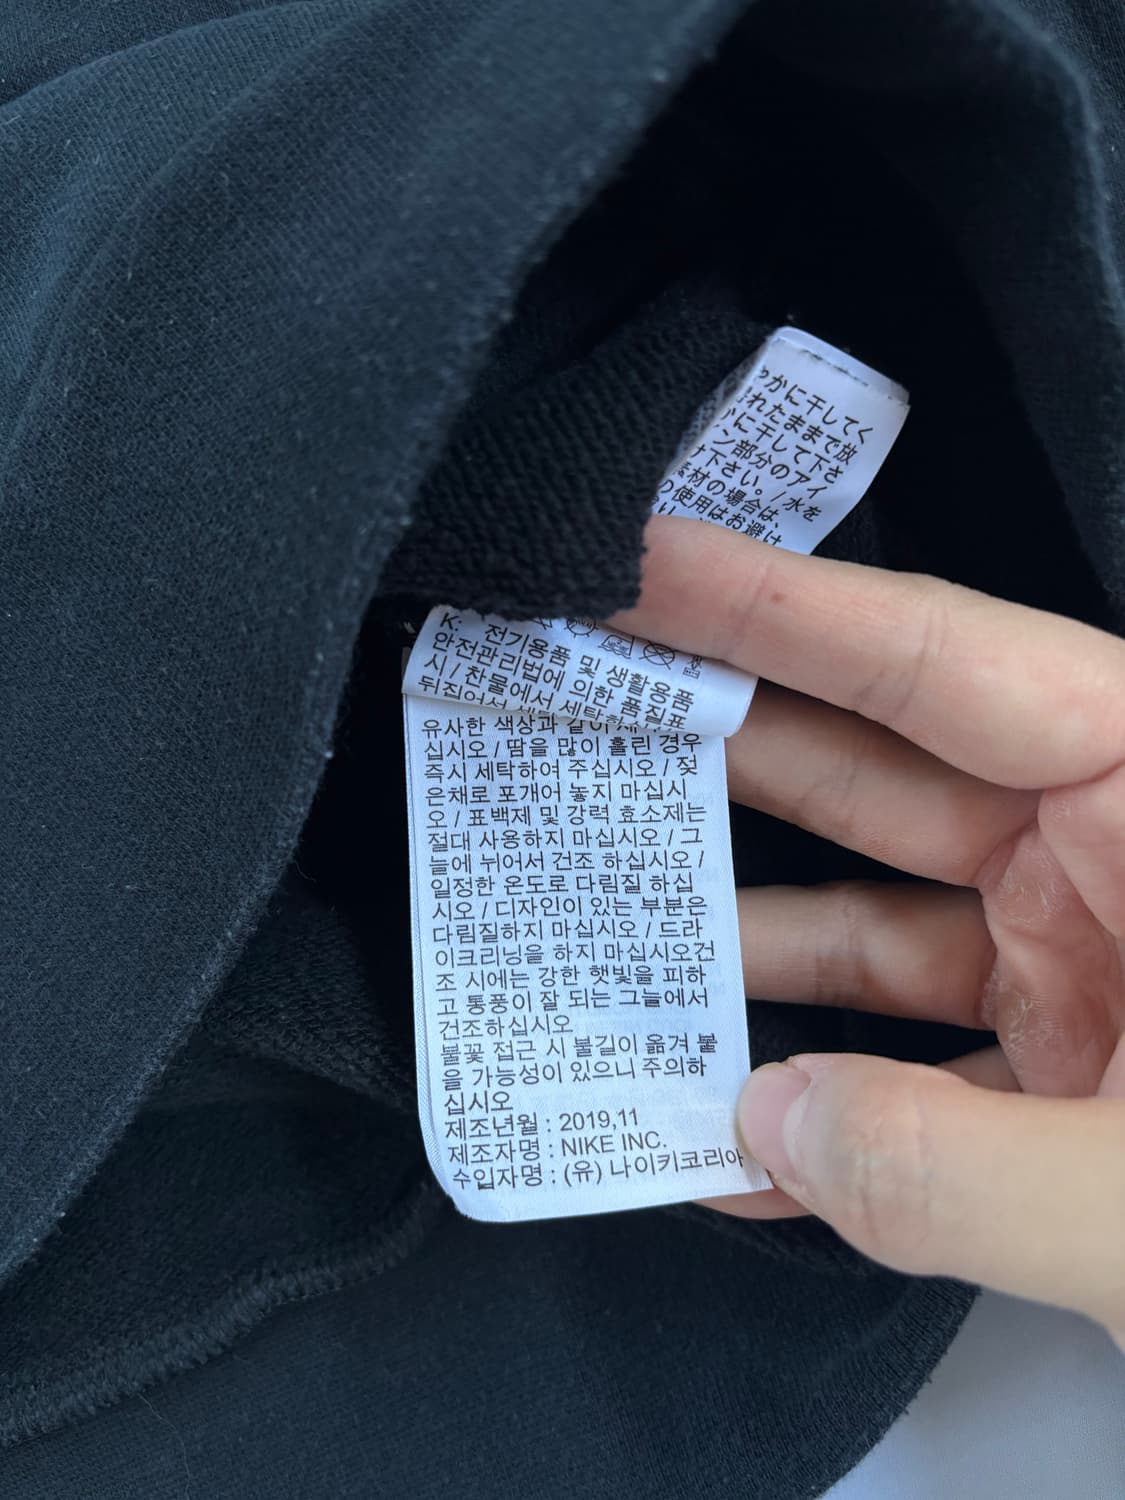 やかに干してく
れたままで放
かに干して下さ
ン部分のアイ
下さい。/水を
素材の場合は、
の使用はお避け
K: 전기용품 및 생활용품
안전관리법에 의한 품질표
시 / 찬물에서 세탁
뒤집어서
유사한 색상과 같이
십시오 / 땀을 많이 흘린 경우
즉시 세탁하여 주십시오 / 젖
은채로 포개어 놓지 마십시
오 / 표백제 및 강력 효소제는
절대 사용하지 마십시오 / 그
늘에 뉘어서 건조 하십시오 /
일정한 온도로 다림질 하십
시오 / 디자인이 있는 부분은
다림질하지 마십시오 / 드라
이크리닝을 하지 마십시오건
조 시에는 강한 햇빛을 피하
고 통풍이 잘 되는 그늘에서
건조하십시오
불꽃 접근 시 불길이 옮겨 붙
을 가능성이 있으니 주의하
십시오
제조년월 : 2019,11
제조자명 : NIKE INC.
수입자명 : (유) 나이키코리아